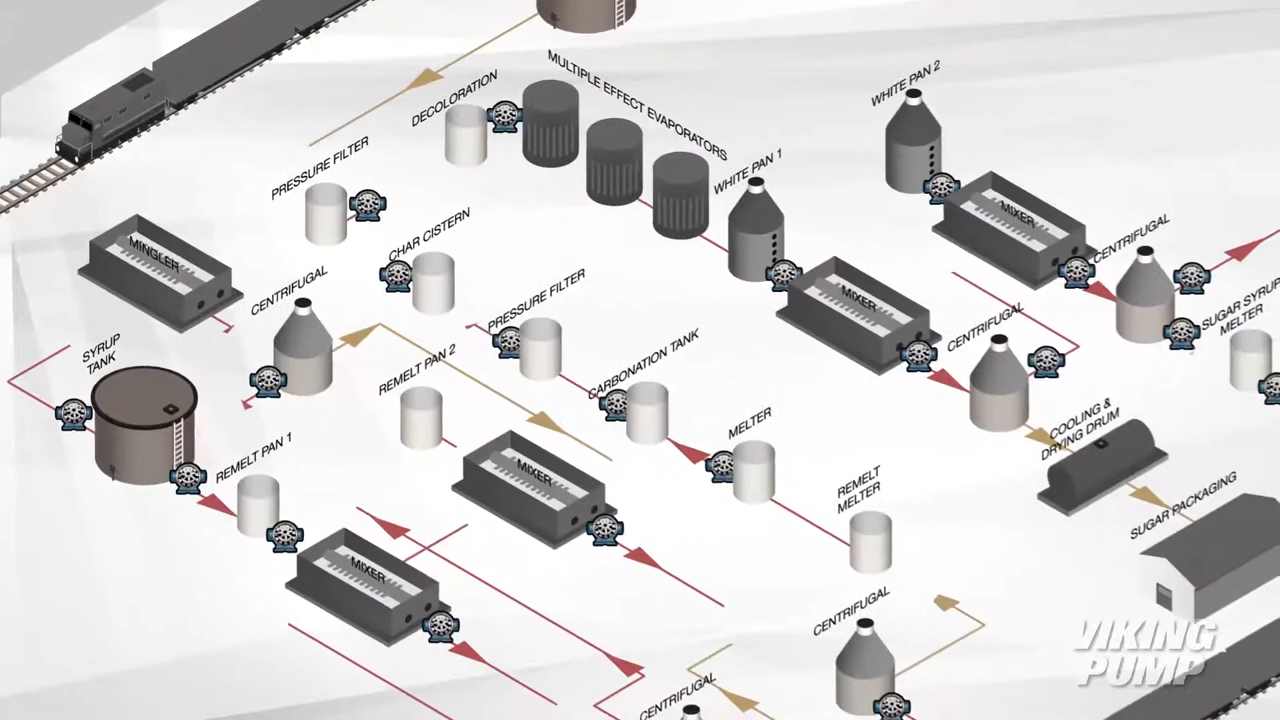 MULTIPLE EFFECT EVAPORATORS
WHITE PAN 2
DECOLORATION
PRESSURE FILTER
WHITE PAN 1
MIXER
CENTRIFUGAL
CHAR CISTERN
MINGLER
CENTRIFUGAL
PRESSURE FILTER
MIXER
CENTRIFUGAL
SUGAR SYRUP
MELTER
SYRUP
TANK
REMELT PAN 2
CARBONATION TANK
COOLING &
DRYING DRUM
MELTER
REMELT PAN 1
MIXER
REMELT
MELTER
SUGAR PACKAGING
MIXER
CENTRIFUGAL
VIKING
PUMP
CENTRIFUGAL